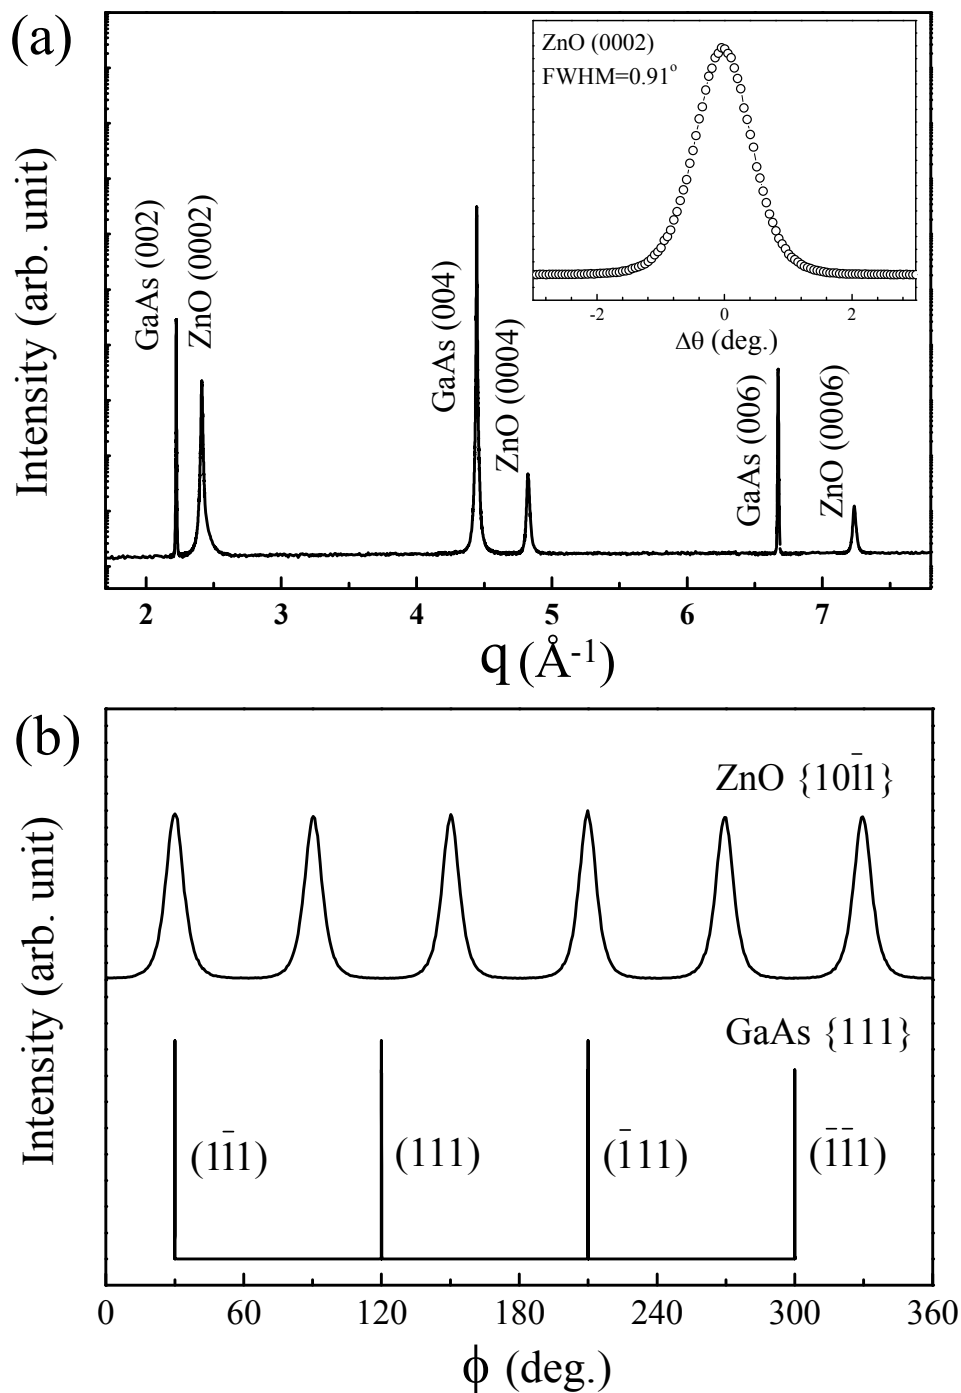 (a)
ZnO (0002)
FWHM=0.91°
-2 0 2
Δθ (deg.)
Intensity (arb. unit)
GaAs (002)
ZnO (0002)
GaAs (004)
ZnO (0004)
GaAs (006)
ZnO (0006)
2 3 4 5 6 7
q (Å⁻¹)
(b)
ZnO {101̄1}
Intensity (arb. unit)
GaAs {111}
(11̄1) (111) (1̄11) (1̄1̄1)
0 60 120 180 240 300 360
ϕ (deg.)